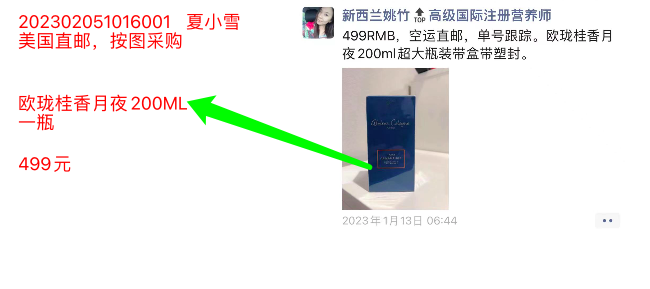 202302051016001 夏小雪
美国直邮，按图采购
欧珑桂香月夜200ML
一瓶
499元
新西兰姚竹TOP高级国际注册营养师
499RMB，空运直邮，单号跟踪。欧珑桂香月
夜200ml超大瓶装带盒带塑封。
2023年1月13日 06:44